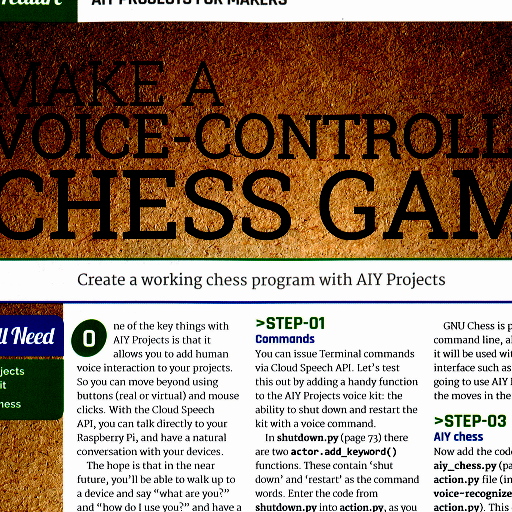 AIY PROJECTS FOR MAKERS
MAKE A
VOICE-CONTROLL
CHESS GAM
Create a working chess program with AIY Projects
ll Need
jects
it
hess
One of the key things with
AIY Projects is that it
allows you to add human
voice interaction to your projects.
So you can move beyond using
buttons (real or virtual) and mouse
clicks. With the Cloud Speech
API, you can talk directly to your
Raspberry Pi, and have a natural
conversation with your devices.
The hope is that in the near
future, you'll be able to walk up to
a device and say "what are you?"
and "how do I use you?" and have a
>STEP-01
Commands
You can issue Terminal commands
via Cloud Speech API. Let's test
this out by adding a handy function
to the AIY Projects voice kit: the
ability to shut down and restart the
kit with a voice command.
In shutdown.py (page 73) there
are two actor.add_keyword()
functions. These contain 'shut
down' and 'restart' as the command
words. Enter the code from
shutdown.py into action.py, as you
GNU Chess is p
command line, a
it will be used wit
interface such as
going to use AIY
the moves in the
>STEP-03
AIY chess
Now add the code
aiy_chess.py (pa
action.py file (in
voice-recognize
action.py). This